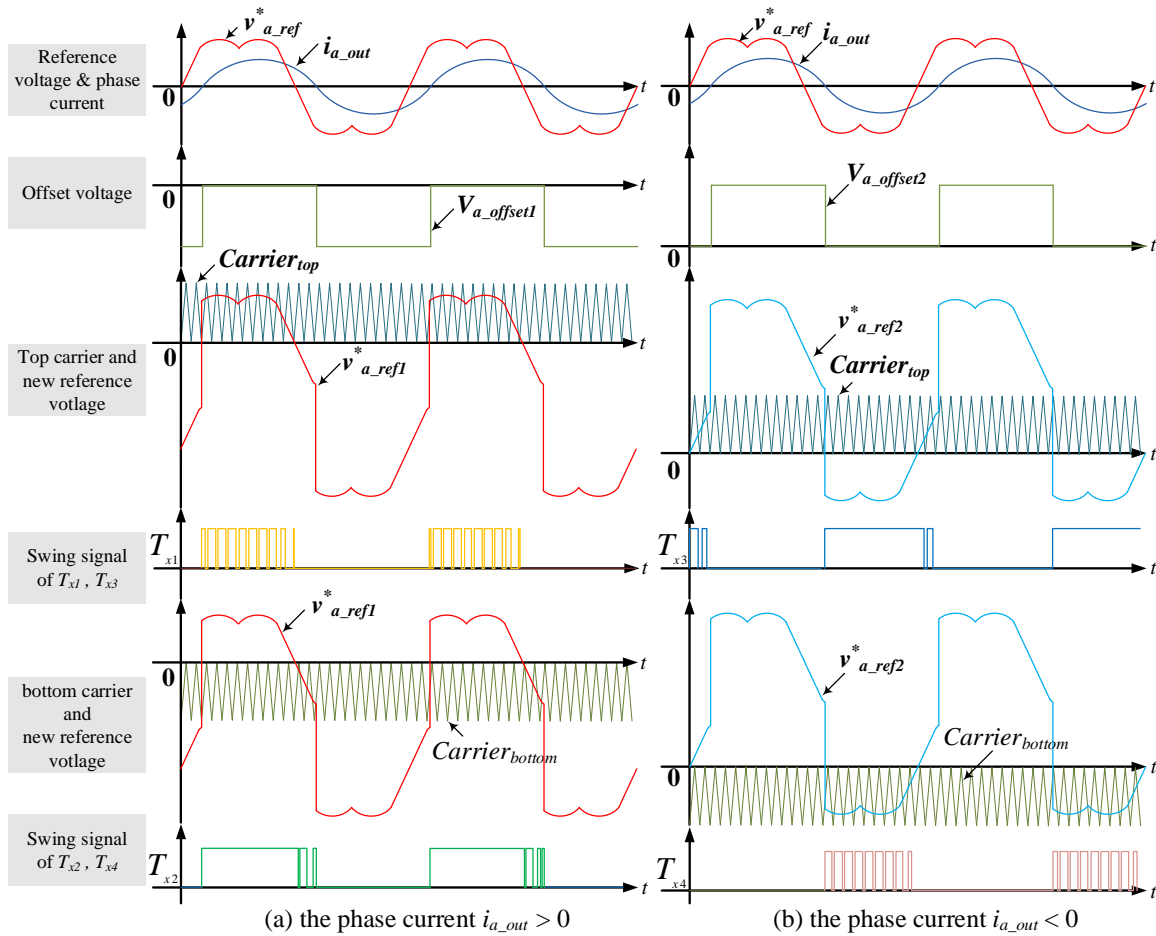 Reference
voltage & phase
current
v*a_ref
ia_out
0
t
v*a_ref
ia_out
0
t
Offset voltage
0
Va_offset1
t
0
Va_offset2
t
Top carrier and
new reference
votlage
Carriertop
0
v*a_ref1
t
v*a_ref2
Carriertop
0
t
Swing signal
of Tx1 , Tx3
Tx1
t
Tx3
t
bottom carrier
and
new reference
votlage
v*a_ref1
0
t
Carrierbottom
v*a_ref2
Carrierbottom
0
t
Swing signal
of Tx2 , Tx4
Tx2
t
Tx4
t
(a) the phase current ia_out > 0
(b) the phase current ia_out < 0